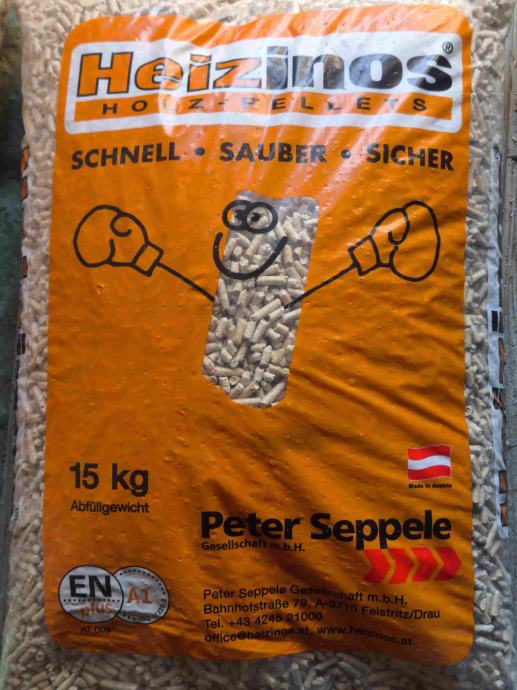 Heizinos®
HOLZ-PELLETS
SCHNELL • SAUBER • SICHER
15 kg
Abfüllgewicht
Made in Austria
Peter Seppele
Gesellschaft m.b.H.
EN
plus
A1
AT 009
Peter Seppele Gesellschaft m.b.H.
Bahnhofstraße 79, A-9710 Feistritz/Drau
Tel. +43 4245 21000
office@heizinos.at, www.heizinos.at